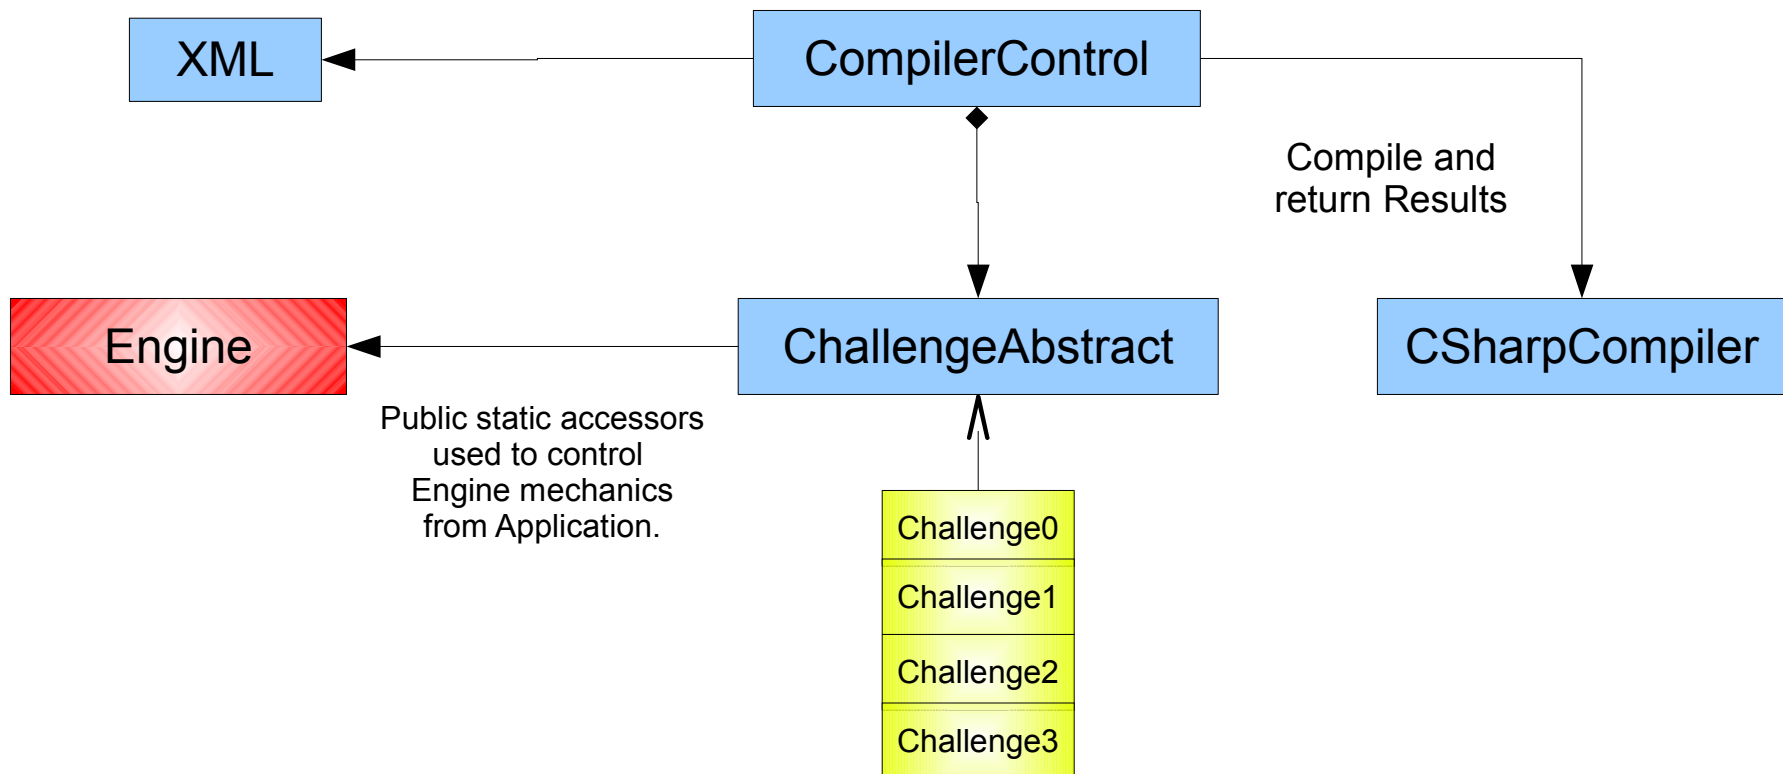 XML
CompilerControl
Compile and
return Results
Engine
ChallengeAbstract
CSharpCompiler
Public static accessors
used to control
Engine mechanics
from Application.
Challenge0
Challenge1
Challenge2
Challenge3